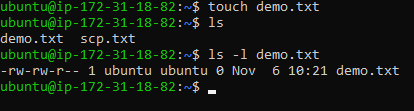 ubuntu@ip-172-31-18-82:~$ touch demo.txt
ubuntu@ip-172-31-18-82:~$ ls
demo.txt  scp.txt
ubuntu@ip-172-31-18-82:~$ ls -l demo.txt
-rw-rw-r-- 1 ubuntu ubuntu 0 Nov  6 10:21 demo.txt
ubuntu@ip-172-31-18-82:~$